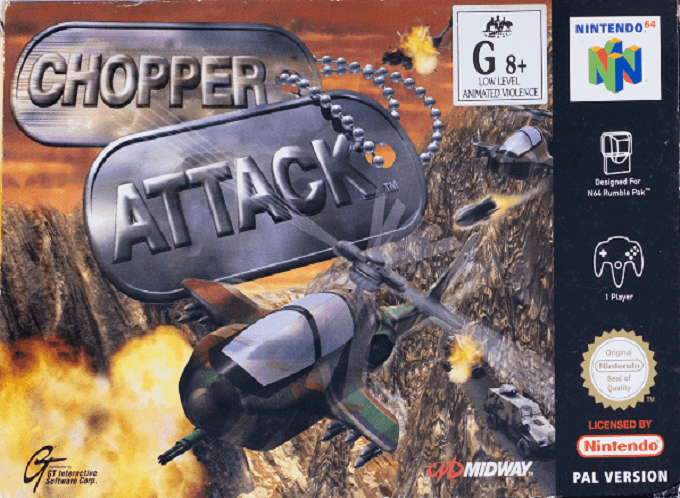 CHOPPER
ATTACK™
G 8+
LOW LEVEL
ANIMATED VIOLENCE
NINTENDO 64
Designed For
N64 Rumble Pak™
1 Player
Original
Nintendo
Seal of
Quality
TM
LICENSED BY
Nintendo
PAL VERSION
GT Interactive
Software Corp.
MIDWAY